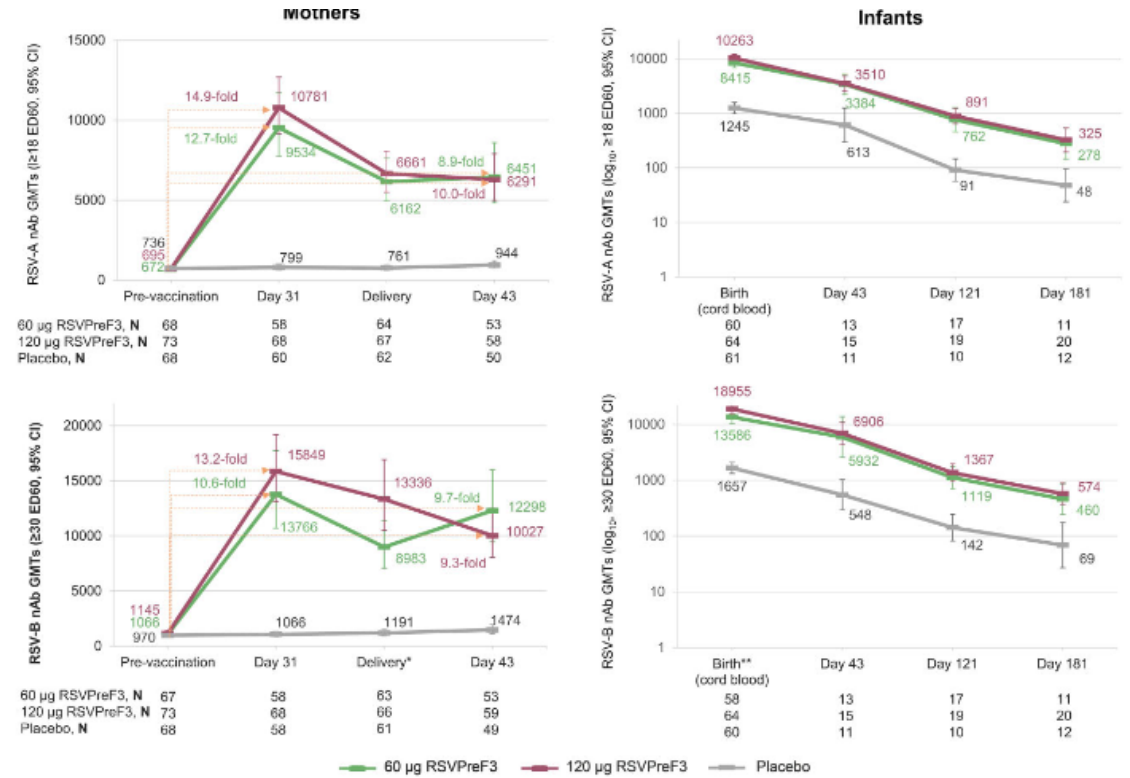 Mothers
RSV-A nAb GMTs (≥18 ED60, 95% CI)
15000
10000
5000
0
14.9-fold
12.7-fold
10781
9534
6661
6162
8.9-fold
6451
6291
10.0-fold
736
695
672
799
761
944
Pre-vaccination Day 31 Delivery Day 43
60 µg RSVPreF3, N 68 58 64 53
120 µg RSVPreF3, N 73 68 67 58
Placebo, N 68 60 62 50
Infants
RSV-A nAb GMTs (log10, ≥18 ED60, 95% CI)
10000
1000
100
10
1
10263
8415
1245
3510
3384
613
891
762
91
325
278
48
Birth Day 43 Day 121 Day 181
(cord blood)
60 13 17 11
64 15 19 20
61 11 10 12
RSV-B nAb GMTs (≥30 ED60, 95% CI)
20000
15000
10000
5000
0
13.2-fold
10.6-fold
15849
13766
13336
8983
9.7-fold
12298
10027
9.3-fold
1145
1066
970
1066
1191
1474
Pre-vaccination Day 31 Delivery* Day 43
60 µg RSVPreF3, N 67 58 63 53
120 µg RSVPreF3, N 73 68 66 59
Placebo, N 68 58 61 49
RSV-B nAb GMTs (log10, ≥30 ED60, 95% CI)
10000
1000
100
10
1
18955
13586
1657
6906
5932
548
1367
1119
142
574
460
69
Birth** Day 43 Day 121 Day 181
(cord blood)
58 13 17 11
64 15 19 20
60 11 10 12
60 µg RSVPreF3 120 µg RSVPreF3 Placebo